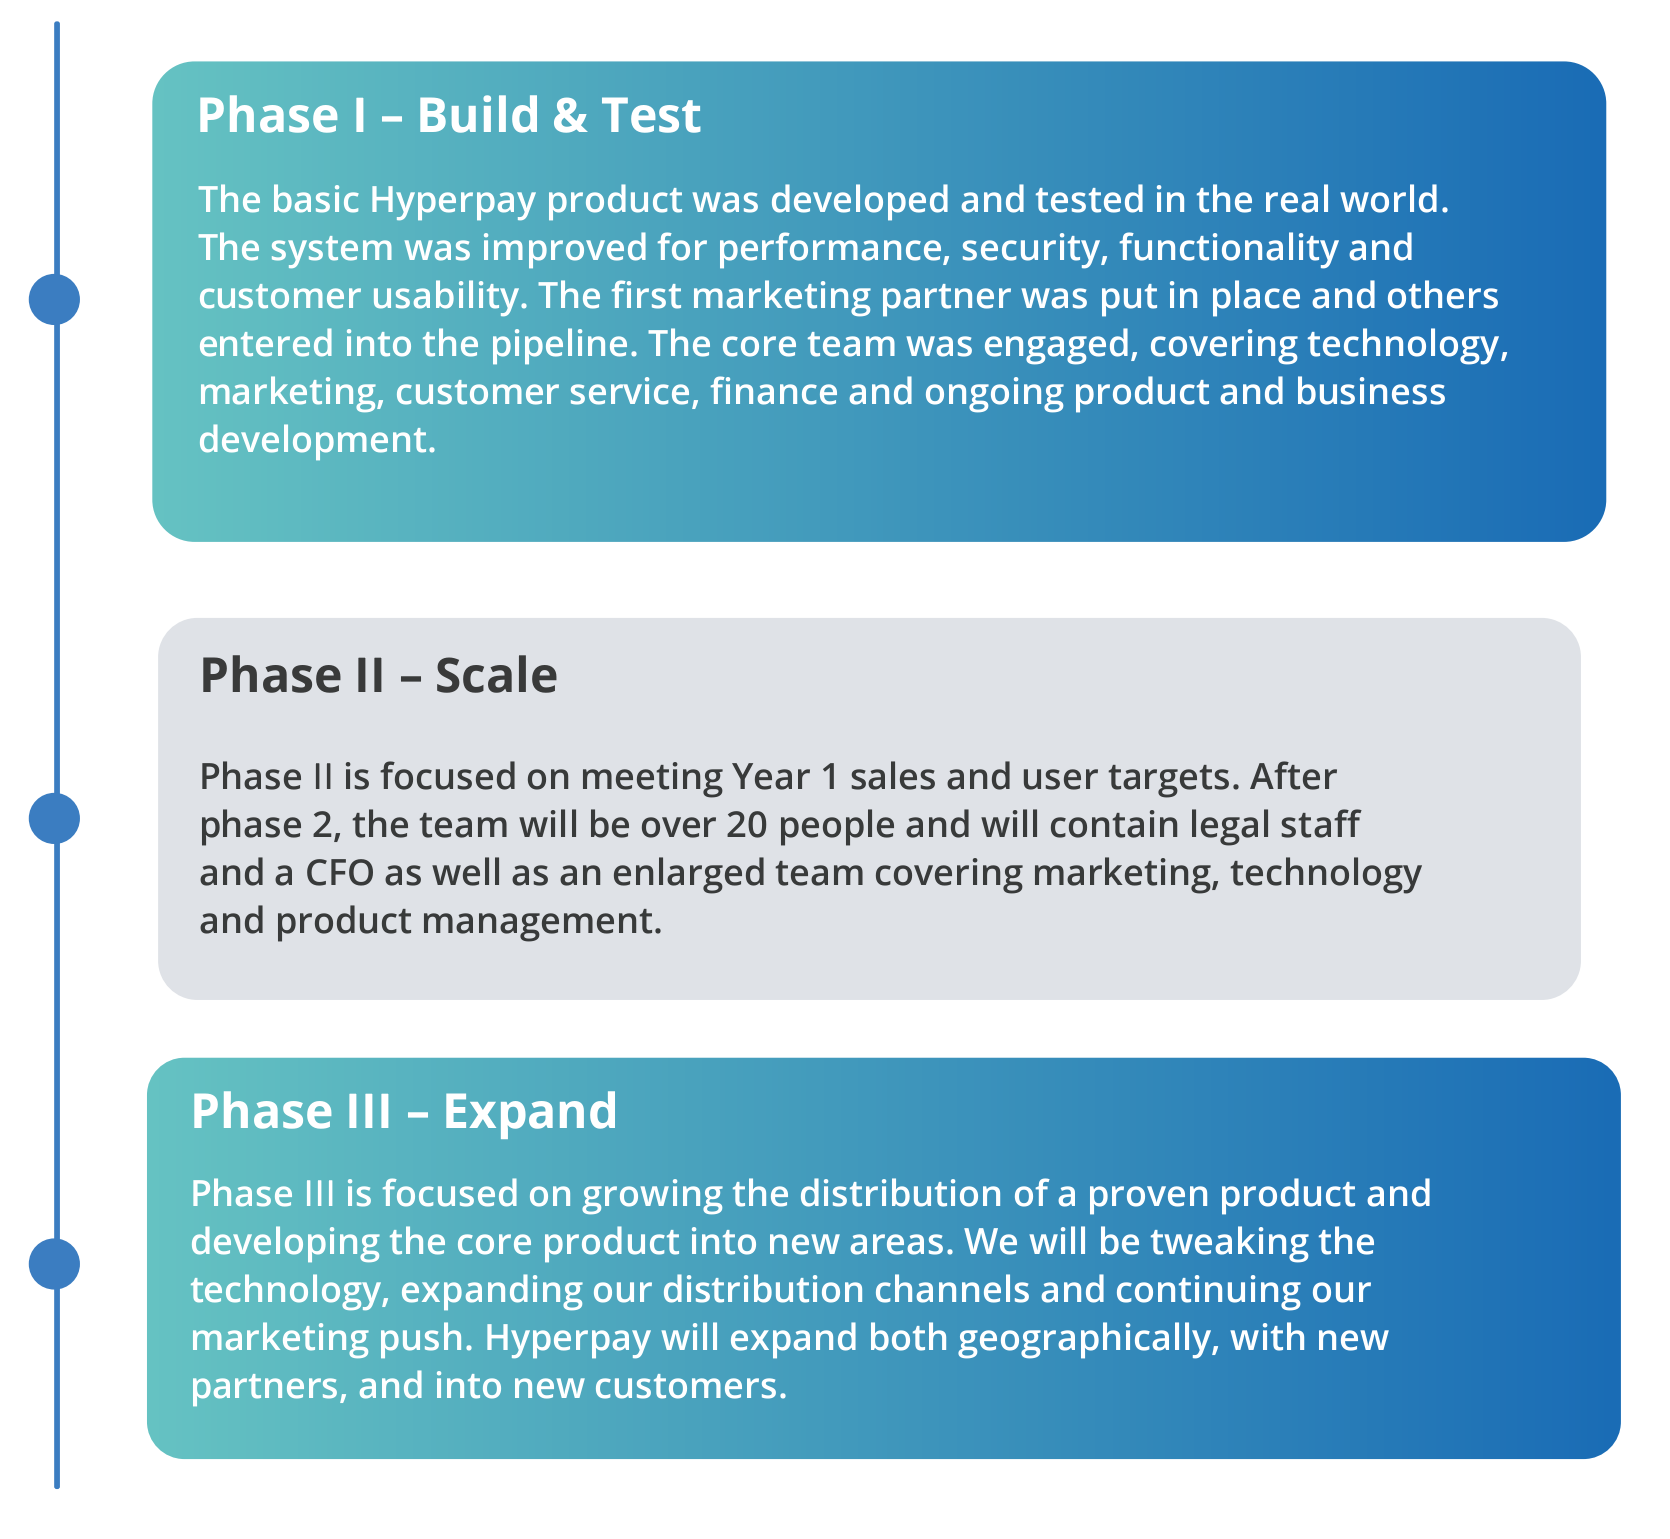 Phase I – Build & Test
The basic Hyperpay product was developed and tested in the real world.
The system was improved for performance, security, functionality and
customer usability. The first marketing partner was put in place and others
entered into the pipeline. The core team was engaged, covering technology,
marketing, customer service, finance and ongoing product and business
development.
Phase II – Scale
Phase II is focused on meeting Year 1 sales and user targets. After
phase 2, the team will be over 20 people and will contain legal staff
and a CFO as well as an enlarged team covering marketing, technology
and product management.
Phase III – Expand
Phase III is focused on growing the distribution of a proven product and
developing the core product into new areas. We will be tweaking the
technology, expanding our distribution channels and continuing our
marketing push. Hyperpay will expand both geographically, with new
partners, and into new customers.